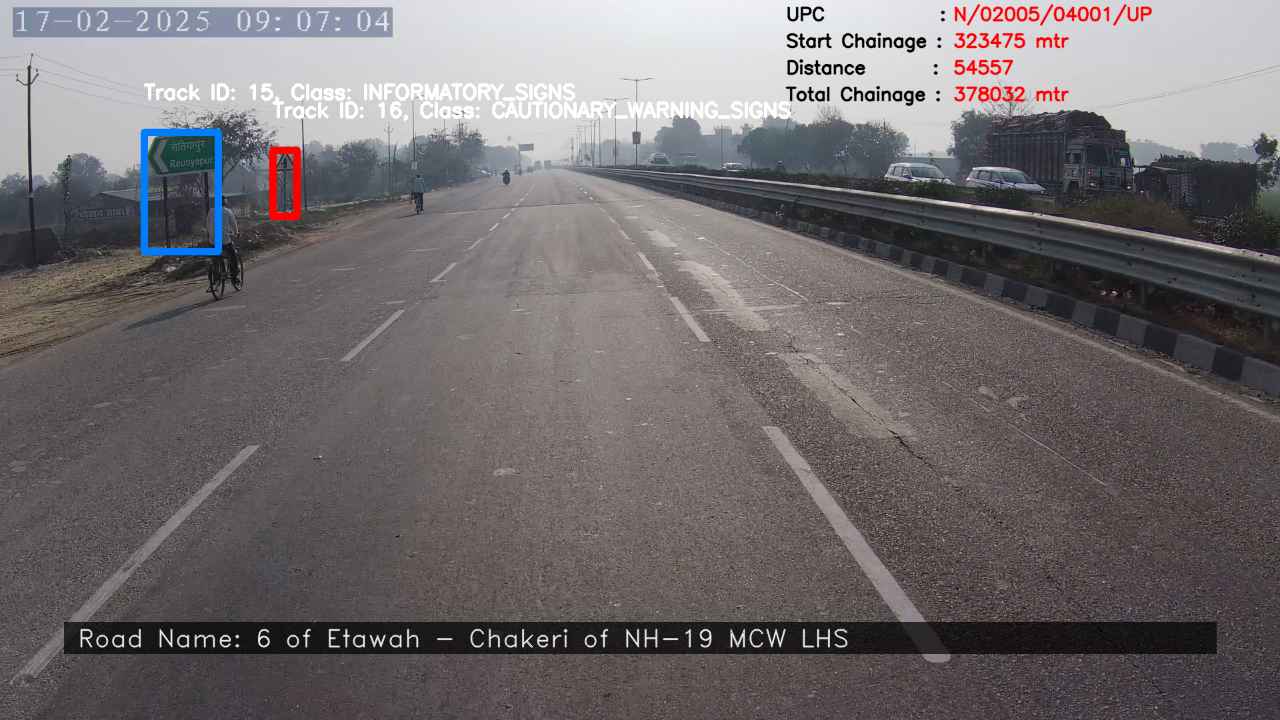 17-02-2025 09:07:04
UPC : N/02005/04001/UP
Start Chainage : 323475 mtr
Distance : 54557
Total Chainage : 378032 mtr
Track ID: 15, Class: INFORMATORY_SIGNS
Track ID: 16, Class: CAUTIONARY_WARNING_SIGNS
Road Name: 6 of Etawah - Chakeri of NH-19 MCW LHS